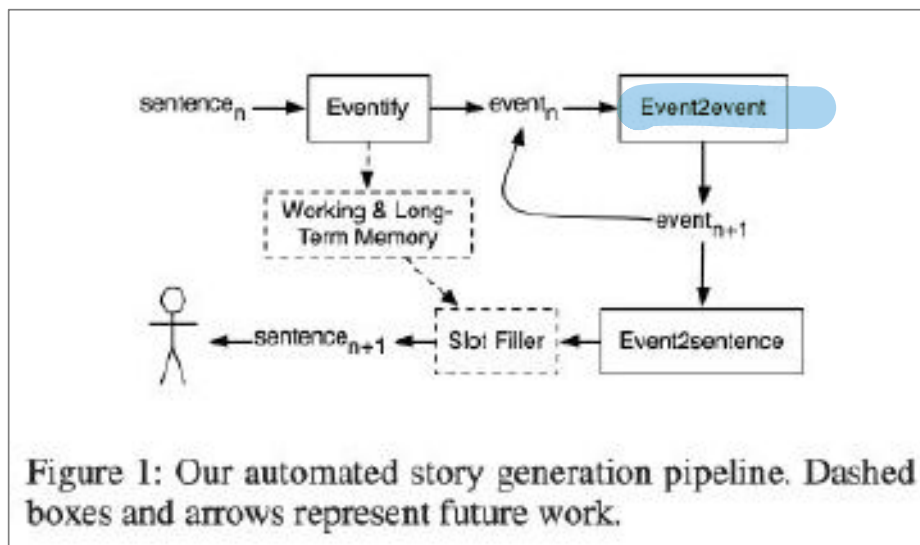 sentence_n
Eventify
event_n
Event2event
Working & Long-
Term Memory
event_n+1
sentence_n+1
Slot Filler
Event2sentence
Figure 1: Our automated story generation pipeline. Dashed
boxes and arrows represent future work.